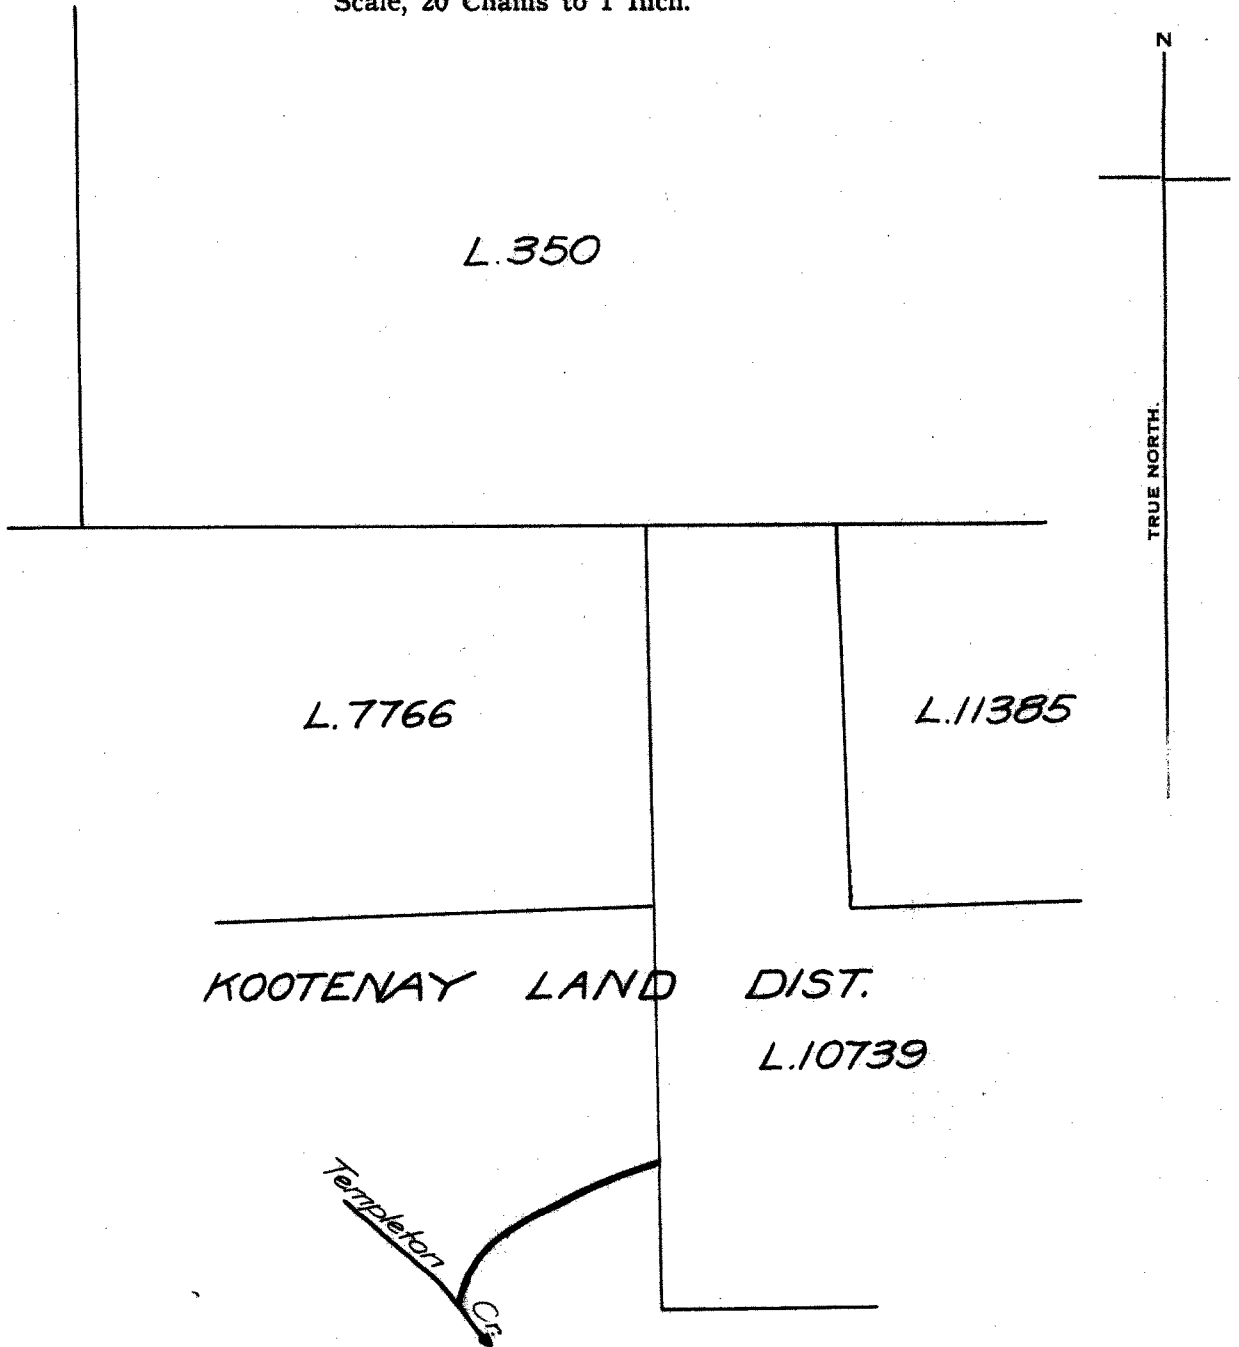 Scale, 20 Chains to 1 Inch.
N
L.350
TRUE NORTH.
L.7766
L.11385
KOOTENAY LAND DIST.
L.10739
Templeton Cr.